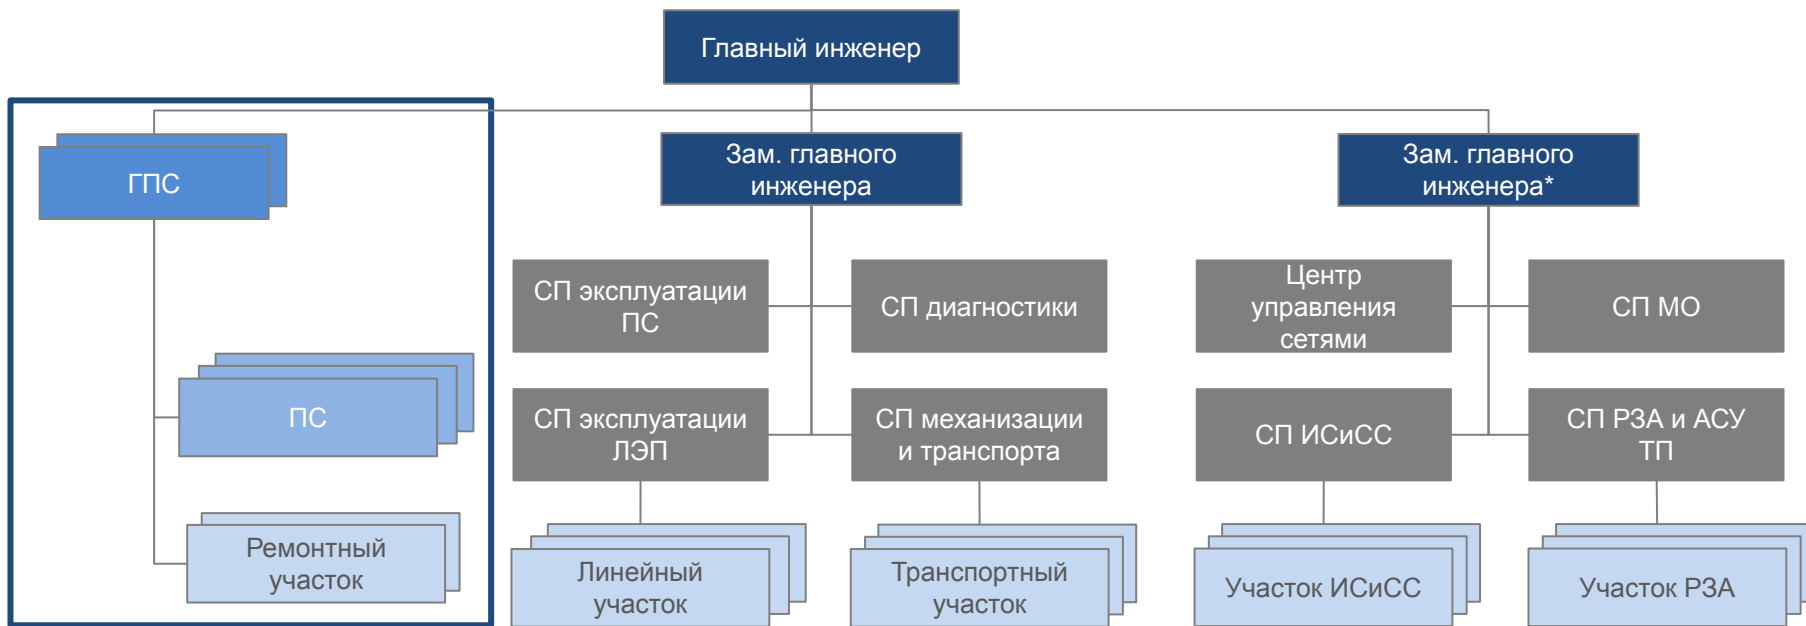 Главный инженер
ГПС
Зам. главного
инженера
Зам. главного
инженера*
СП эксплуатации
ПС
СП диагностики
Центр
управления
сетями
СП МО
ПС
СП эксплуатации
ЛЭП
СП механизации
и транспорта
СП ИСиСС
СП РЗА и АСУ
ТП
Ремонтный
участок
Линейный
участок
Транспортный
участок
Участок ИСиСС
Участок РЗА